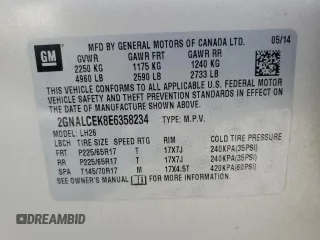 GM
MFD BY GENERAL MOTORS OF CANADA LTD. 05/14
GVWR GAWR FRT GAWR RR
2250 KG 1175 KG 1240 KG
4960 LB 2590 LB 2733 LB
THIS VEHICLE CONFORMS TO ALL APPLICABLE U.S. FEDERAL MOTOR
VEHICLE SAFETY, BUMPER, AND THEFT PREVENTION STANDARDS IN EFFECT ON THE
DATE OF MANUFACTURE SHOWN ABOVE.
2GNALCEK8E6358234 TYPE: M.P.V.
MODEL: LH26
LBCH TIRE SIZE SPEED RTG RIM COLD TIRE PRESSURE
FRT P225/65R17 T 17X7J 240KPA(35PSI)
RR P225/65R17 T 17X7J 240KPA(35PSI)
SPA T145/70R17 M 17X4.5T 420KPA(60PSI)
AUTOBIDMASTER